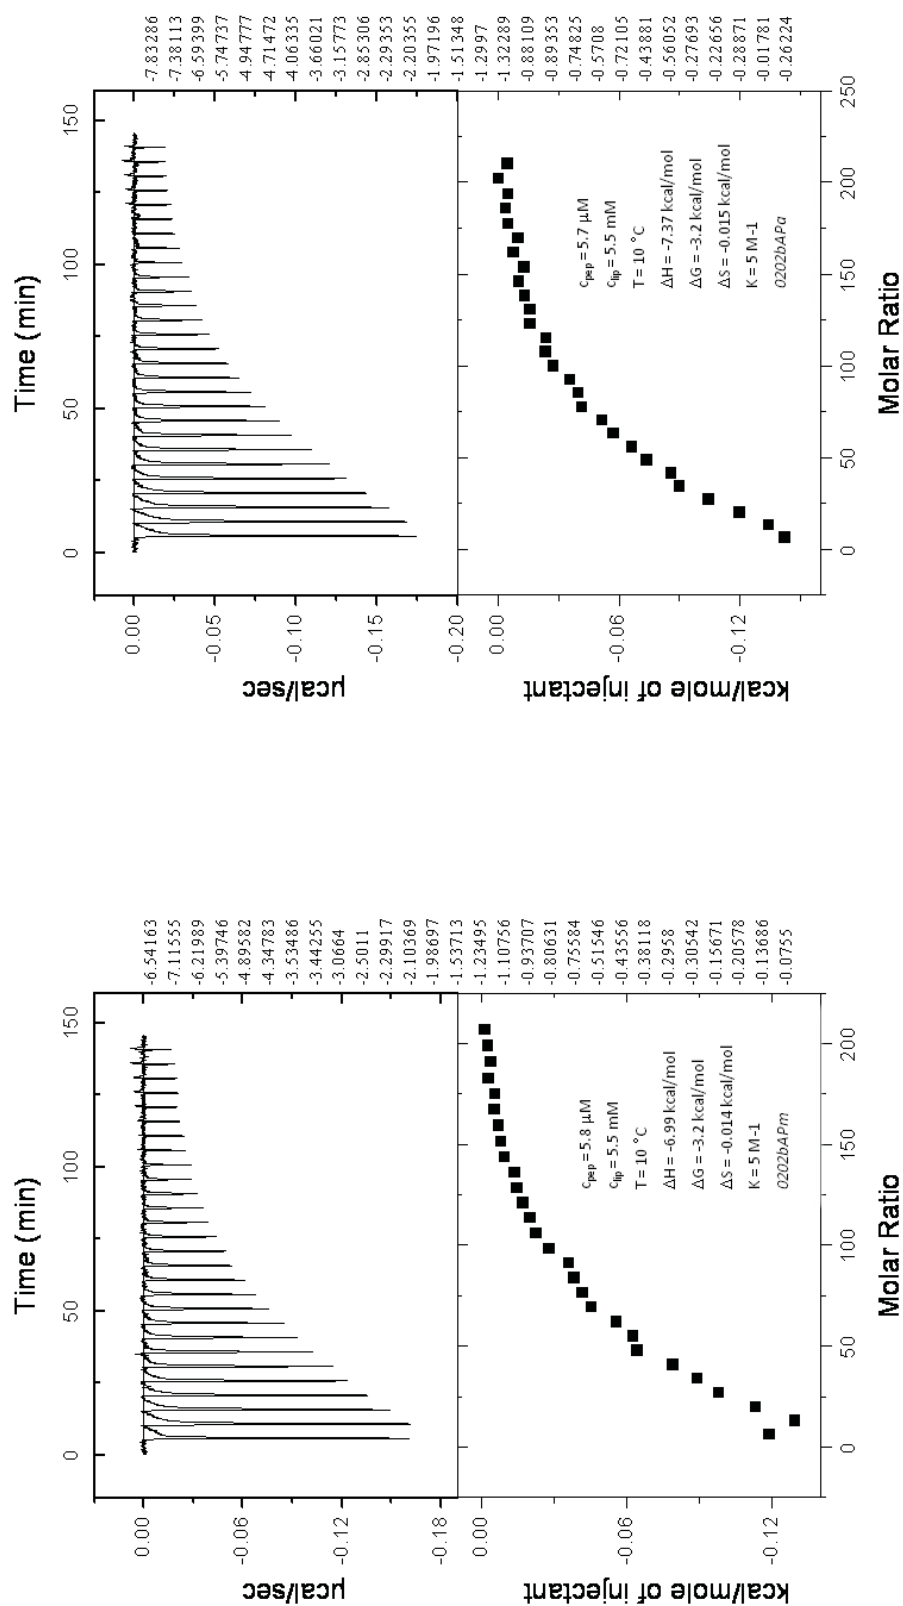 Time (min)
0 50 100 150
0.00
-0.06
-0.12
-0.18
µcal/sec
0.00
-0.06
-0.12
kcal/mole of injectant
0 50 100 150 200
Molar Ratio
cpep = 5.8 µM
clip = 5.5 mM
T = 10 °C
ΔH = -6.99 kcal/mol
ΔG = -3.2 kcal/mol
ΔS = -0.014 kcal/mol
K = 5 M-1
0202bAPm
-6.54163
-7.11555
-6.21989
-5.39746
-4.89582
-4.34783
-3.53486
-3.44255
-3.0664
-2.5011
-2.29917
-2.10369
-1.98697
-1.53713
-1.23495
-1.10756
-0.93707
-0.80631
-0.75584
-0.51546
-0.43556
-0.38118
-0.2958
-0.30542
-0.15671
-0.20578
-0.13686
-0.0755
Time (min)
0 50 100 150
0.00
-0.05
-0.10
-0.15
-0.20
µcal/sec
0.00
-0.06
-0.12
kcal/mole of injectant
0 50 100 150 200 250
Molar Ratio
cpep = 5.7 µM
clip = 5.5 mM
T = 10 °C
ΔH = -7.37 kcal/mol
ΔG = -3.2 kcal/mol
ΔS = -0.015 kcal/mol
K = 5 M-1
0202bAPa
-7.83286
-7.38113
-6.59399
-5.74737
-4.94777
-4.71472
-4.06335
-3.66021
-3.15773
-2.85306
-2.29353
-2.20355
-1.97196
-1.51348
-1.2997
-1.32289
-0.88109
-0.89353
-0.74825
-0.5708
-0.72105
-0.43881
-0.56052
-0.27693
-0.22656
-0.28871
-0.01781
-0.26224